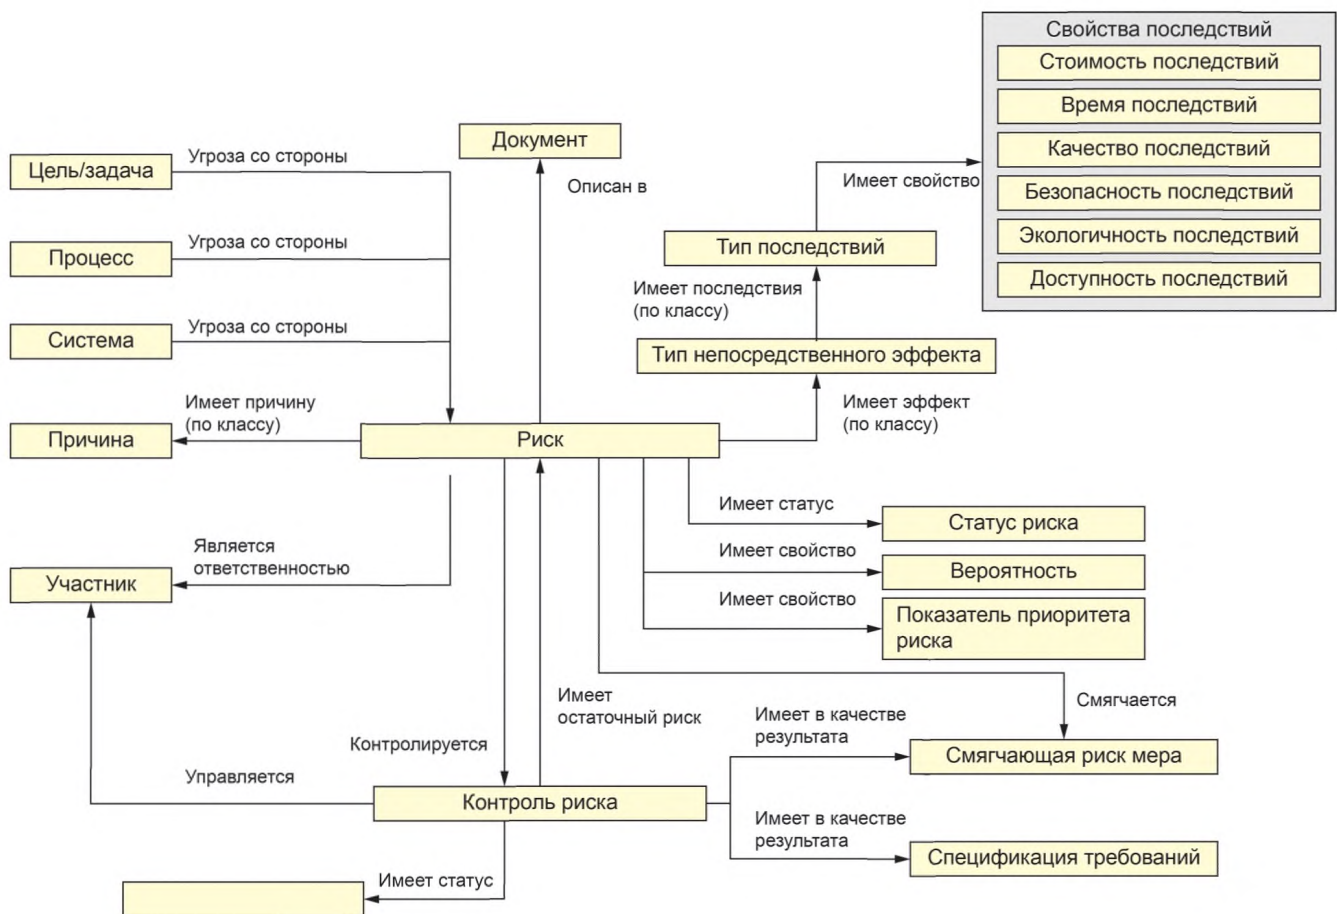 Свойства последствий
Стоимость последствий
Время последствий
Качество последствий
Безопасность последствий
Экологичность последствий
Доступность последствий
Документ
Описан в
Цель/задача
Угроза со стороны
Процесс
Угроза со стороны
Система
Угроза со стороны
Имеет свойство
Тип последствий
Имеет последствия
(по классу)
Тип непосредственного эффекта
Имеет эффект
(по классу)
Имеет причину
(по классу)
Причина
Риск
Имеет статус
Статус риска
Имеет свойство
Вероятность
Имеет свойство
Показатель приоритета
риска
Является
ответственностью
Участник
Имеет
остаточный риск
Смягчается
Контролируется
Управляется
Имеет в качестве
результата
Смягчающая риск мера
Контроль риска
Имеет в качестве
результата
Спецификация требований
Имеет статус